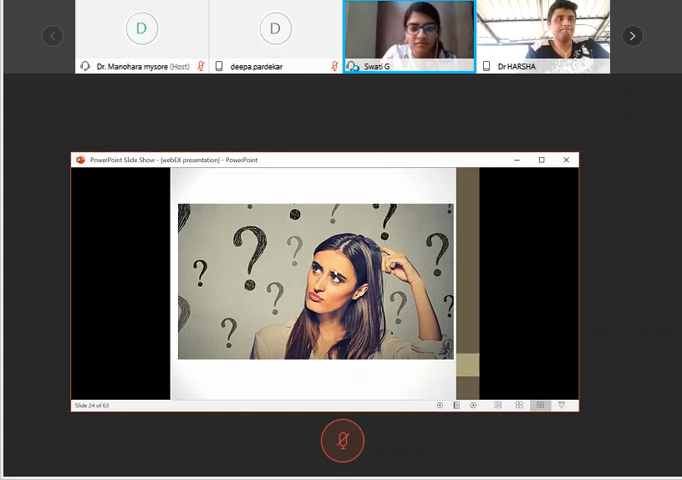 D
D
Dr. Manohara mysore (Host)
deepa.pardekar
Swati G
Dr HARSHA
PowerPoint Slide Show - [webEX presentation] - PowerPoint
? ? ? ? ? ? ? ? ? ?
Slide 24 of 63